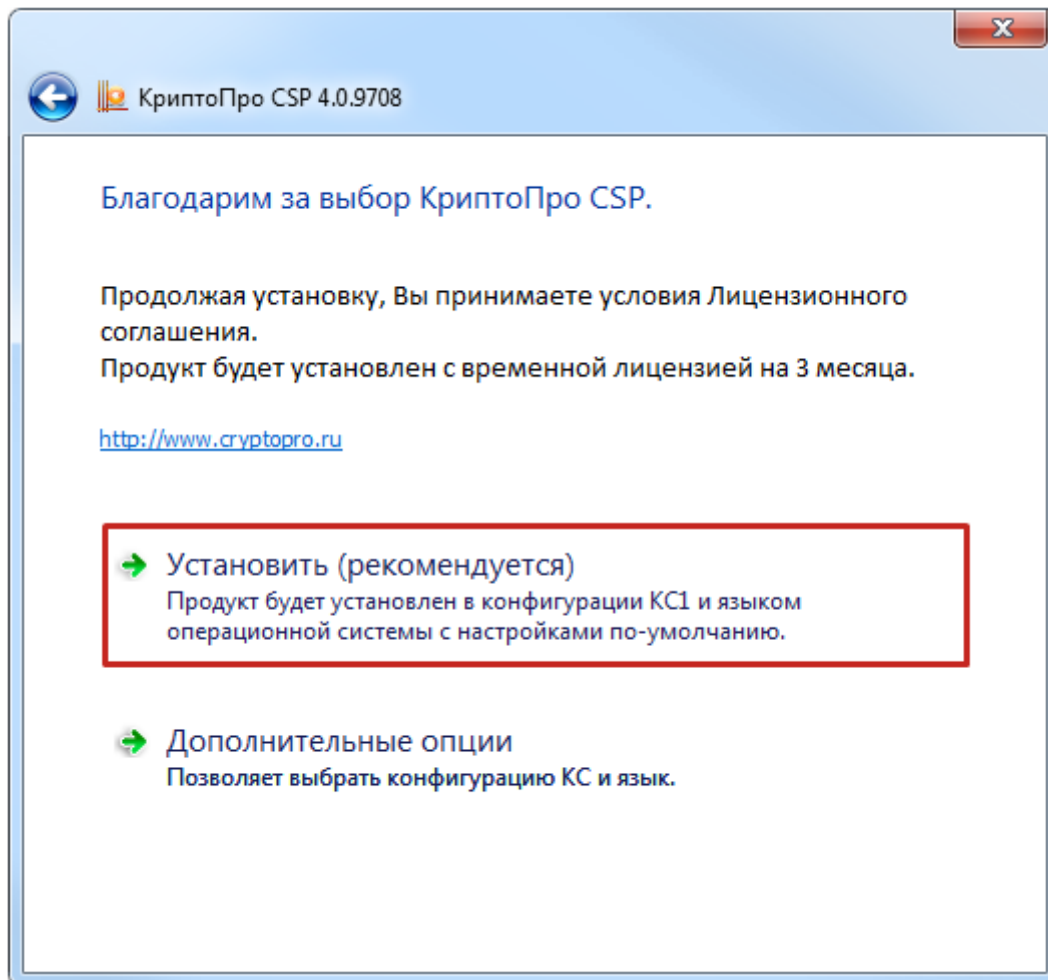 КриптоПро CSP 4.0.9708
Благодарим за выбор КриптоПро CSP.
Продолжая установку, Вы принимаете условия Лицензионного
соглашения.
Продукт будет установлен с временной лицензией на 3 месяца.
http://www.cryptopro.ru
Установить (рекомендуется)
Продукт будет установлен в конфигурации КС1 и языком
операционной системы с настройками по-умолчанию.
Дополнительные опции
Позволяет выбрать конфигурацию КС и язык.